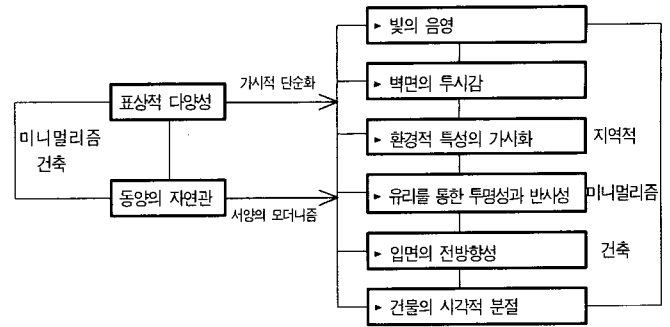 ▸ 빛의 음영
가시적 단순화
▸ 벽면의 투시감
표상적 다양성
미니멀리즘
건축
▸ 환경적 특성의 가시화
지역적
동양의 자연관
서양의 모더니즘
▸ 유리를 통한 투명성과 반사성
미니멀리즘
▸ 입면의 전방향성
건축
▸ 건물의 시각적 분절